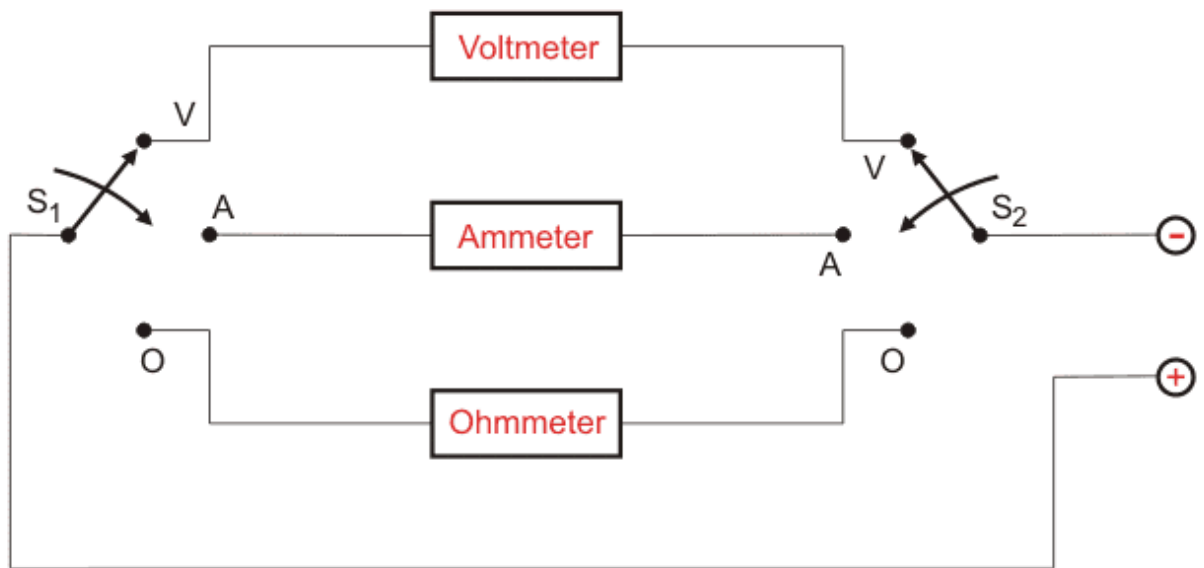 Voltmeter
V
V
S1
A
Ammeter
S2
A
-
O
O
+
Ohmmeter